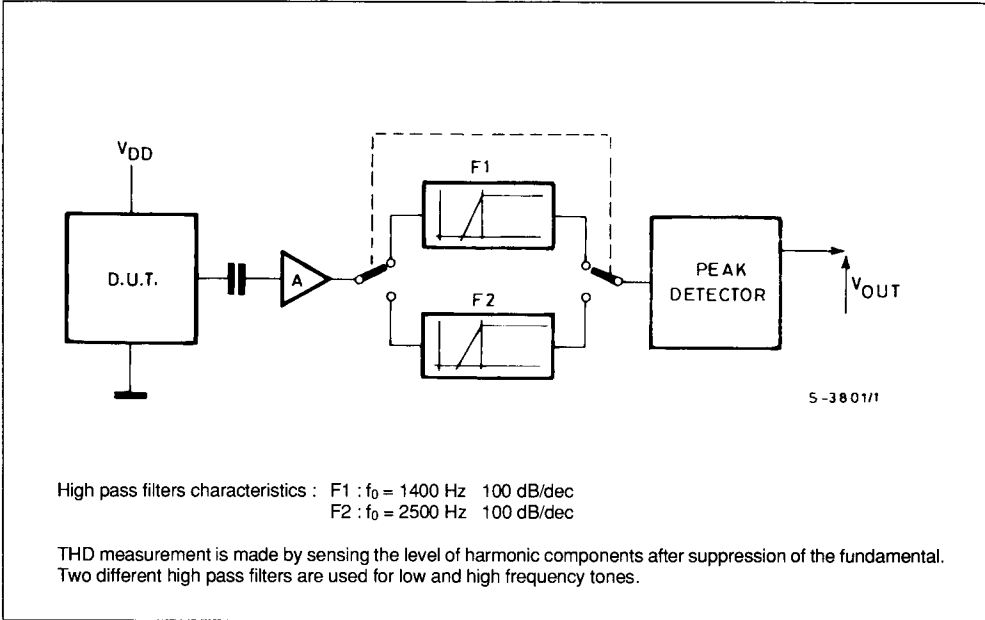 V_DD
F1
D.U.T.
A
PEAK
DETECTOR
V_OUT
F2
S-3801/1
High pass filters characteristics : F1 : f₀ = 1400 Hz 100 dB/dec
F2 : f₀ = 2500 Hz 100 dB/dec
THD measurement is made by sensing the level of harmonic components after suppression of the fundamental.
Two different high pass filters are used for low and high frequency tones.